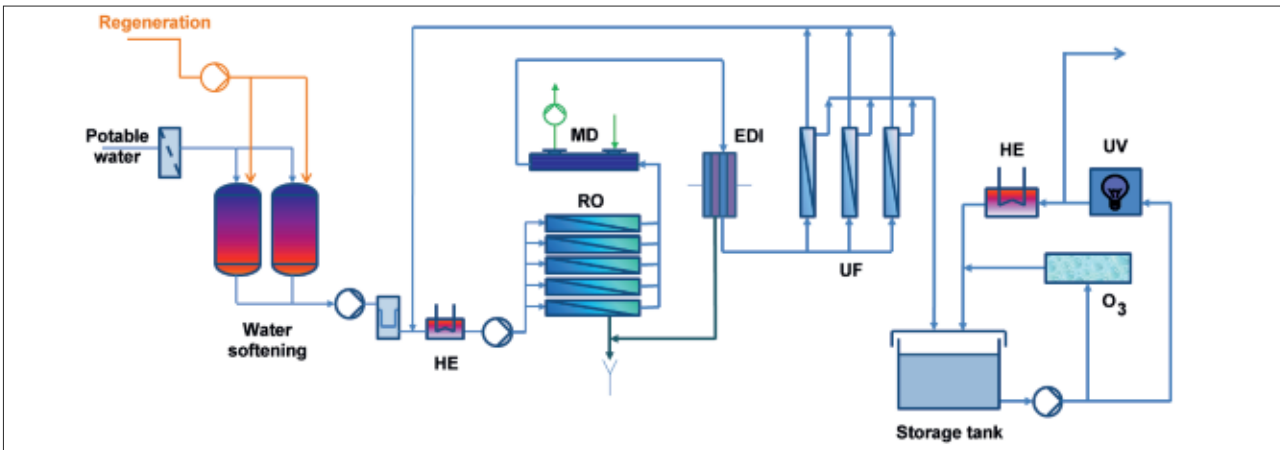 Regeneration
Potable
water
Water
softening
HE
MD
RO
EDI
UF
HE
UV
O3
Storage tank